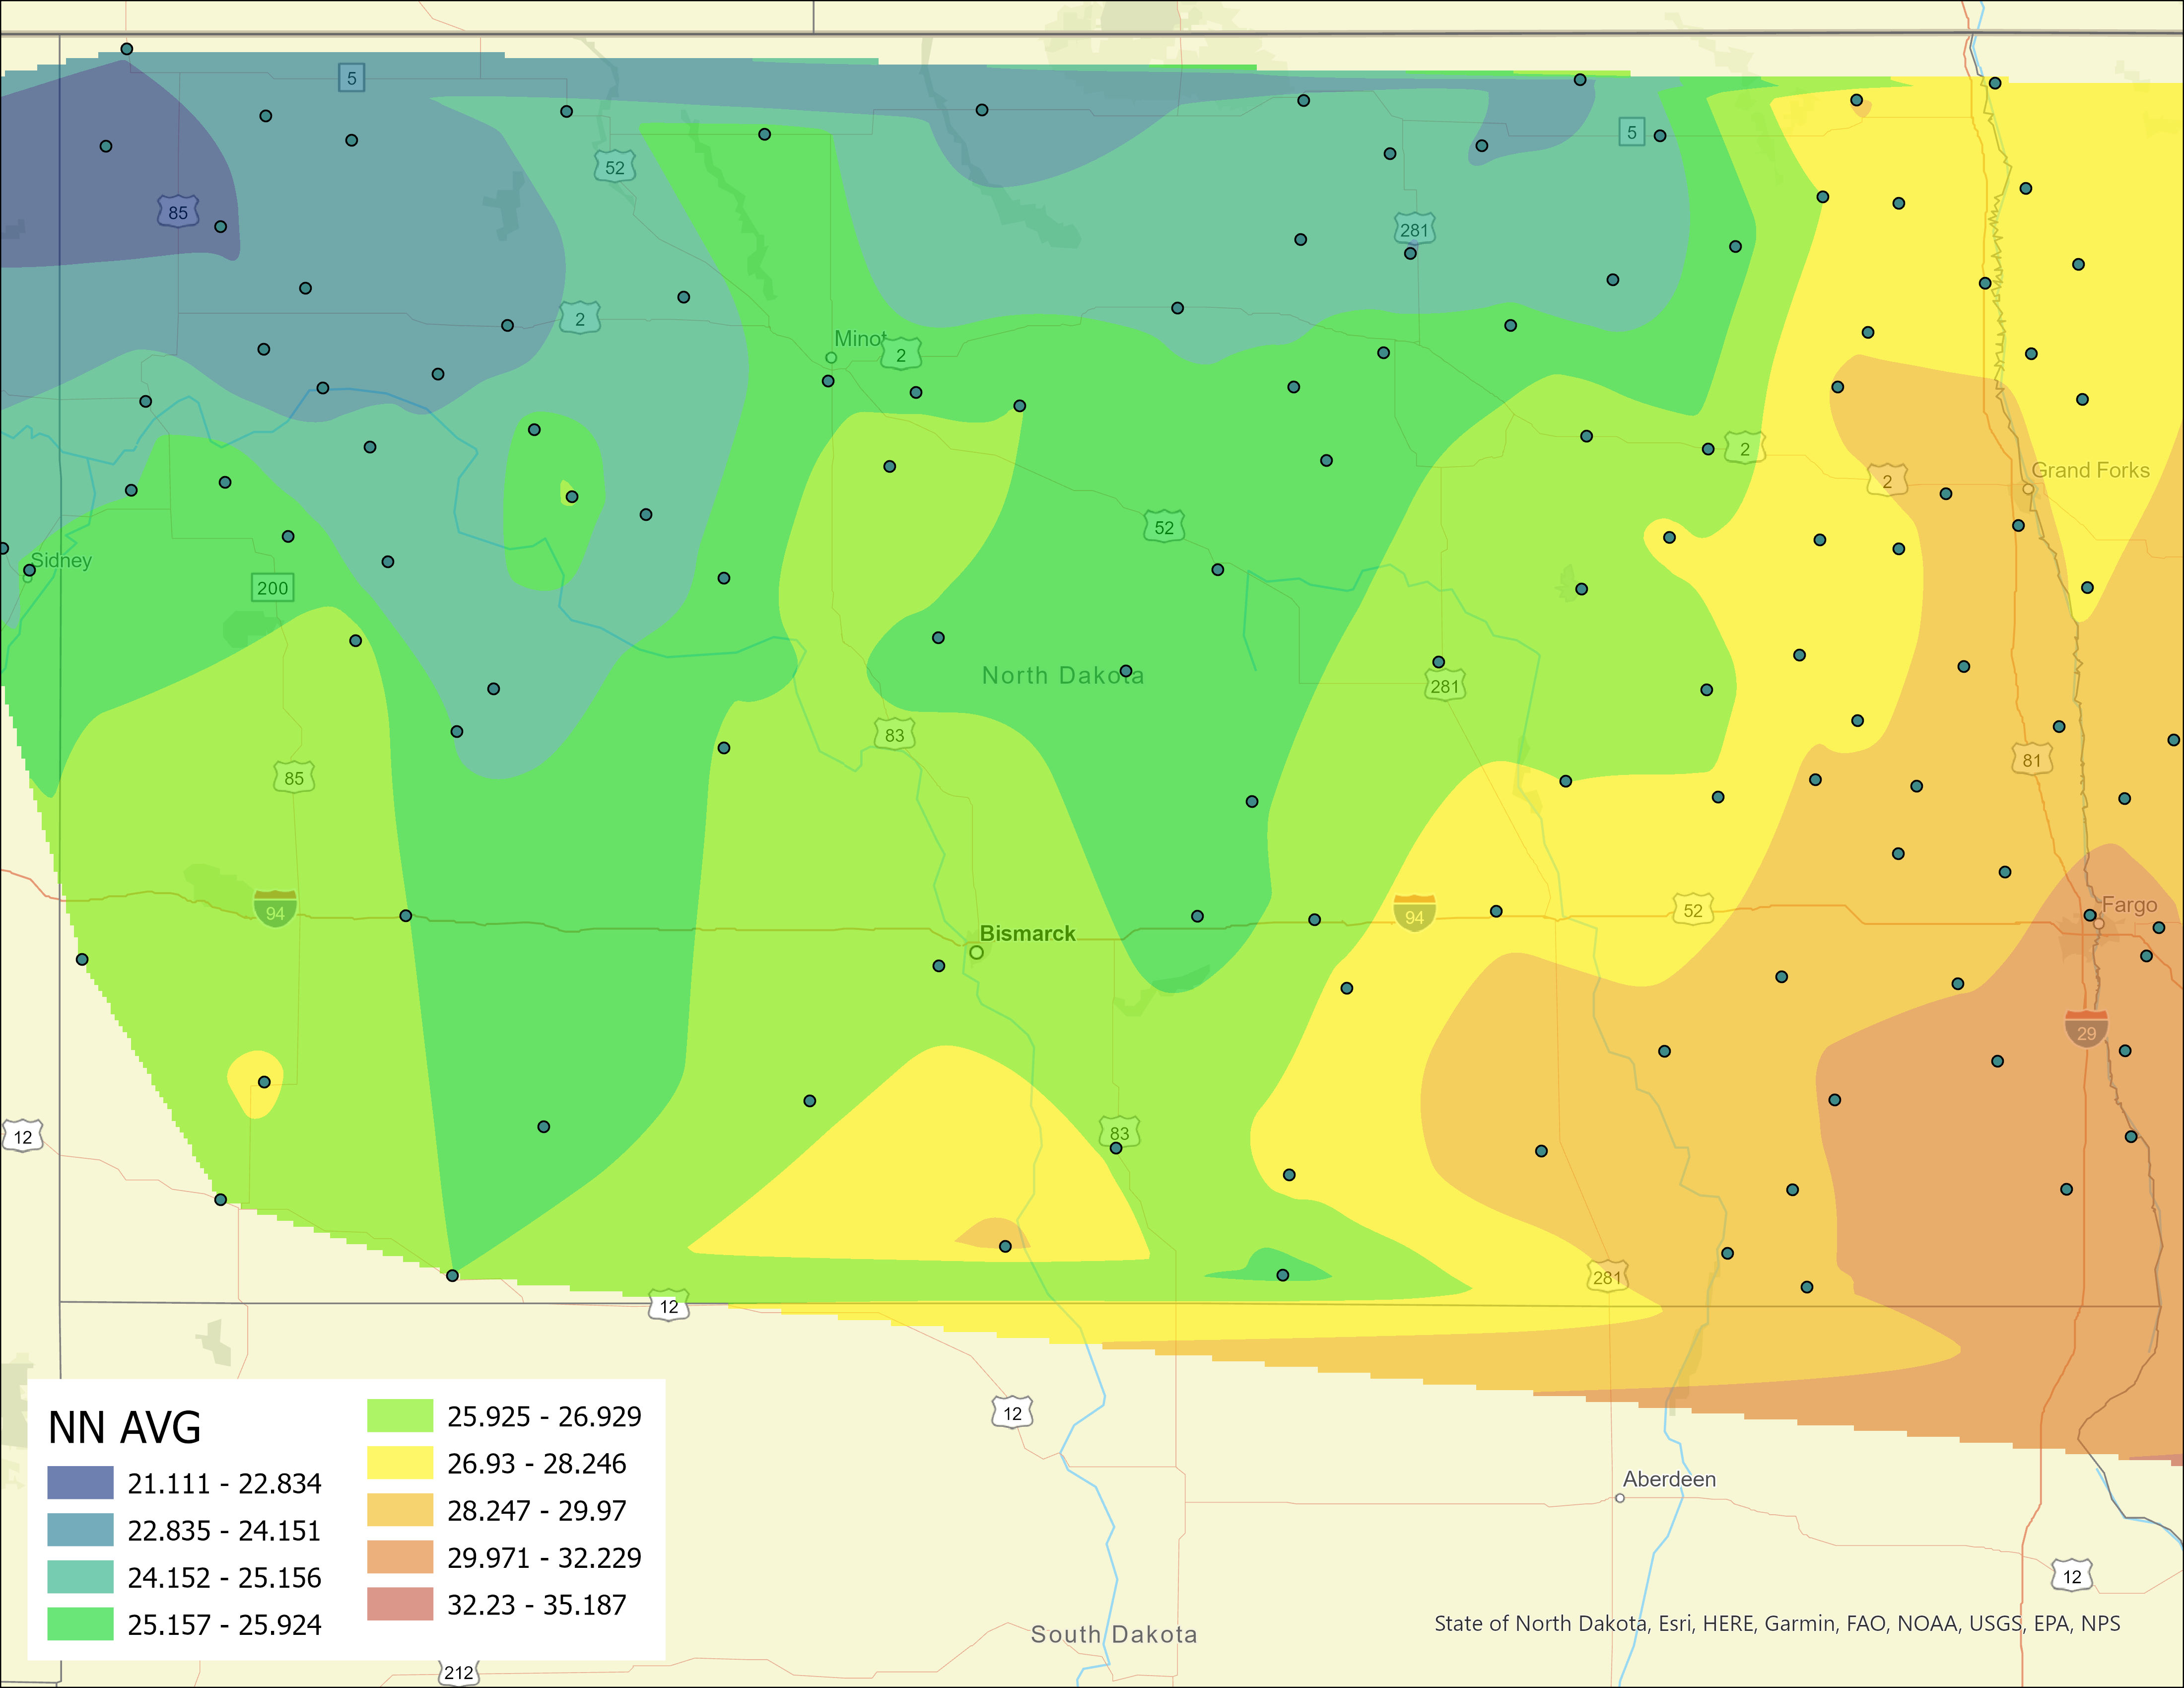 5
52
5
85
281
2
Minot
2
2
Grand Forks
2
52
Sidney
200
North Dakota
281
83
85
81
94
94
52
Fargo
Bismarck
29
12
83
281
12
12
Aberdeen
12
South Dakota
212
NN AVG
21.111 - 22.834
22.835 - 24.151
24.152 - 25.156
25.157 - 25.924
25.925 - 26.929
26.93 - 28.246
28.247 - 29.97
29.971 - 32.229
32.23 - 35.187
State of North Dakota, Esri, HERE, Garmin, FAO, NOAA, USGS, EPA, NPS